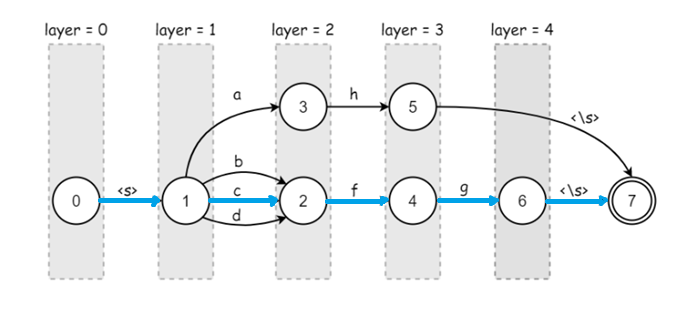 layer = 0 layer = 1 layer = 2 layer = 3 layer = 4
a 3 h 5 <\s>
b
0 <s> 1 c 2 f 4 g 6 <\s> 7
d